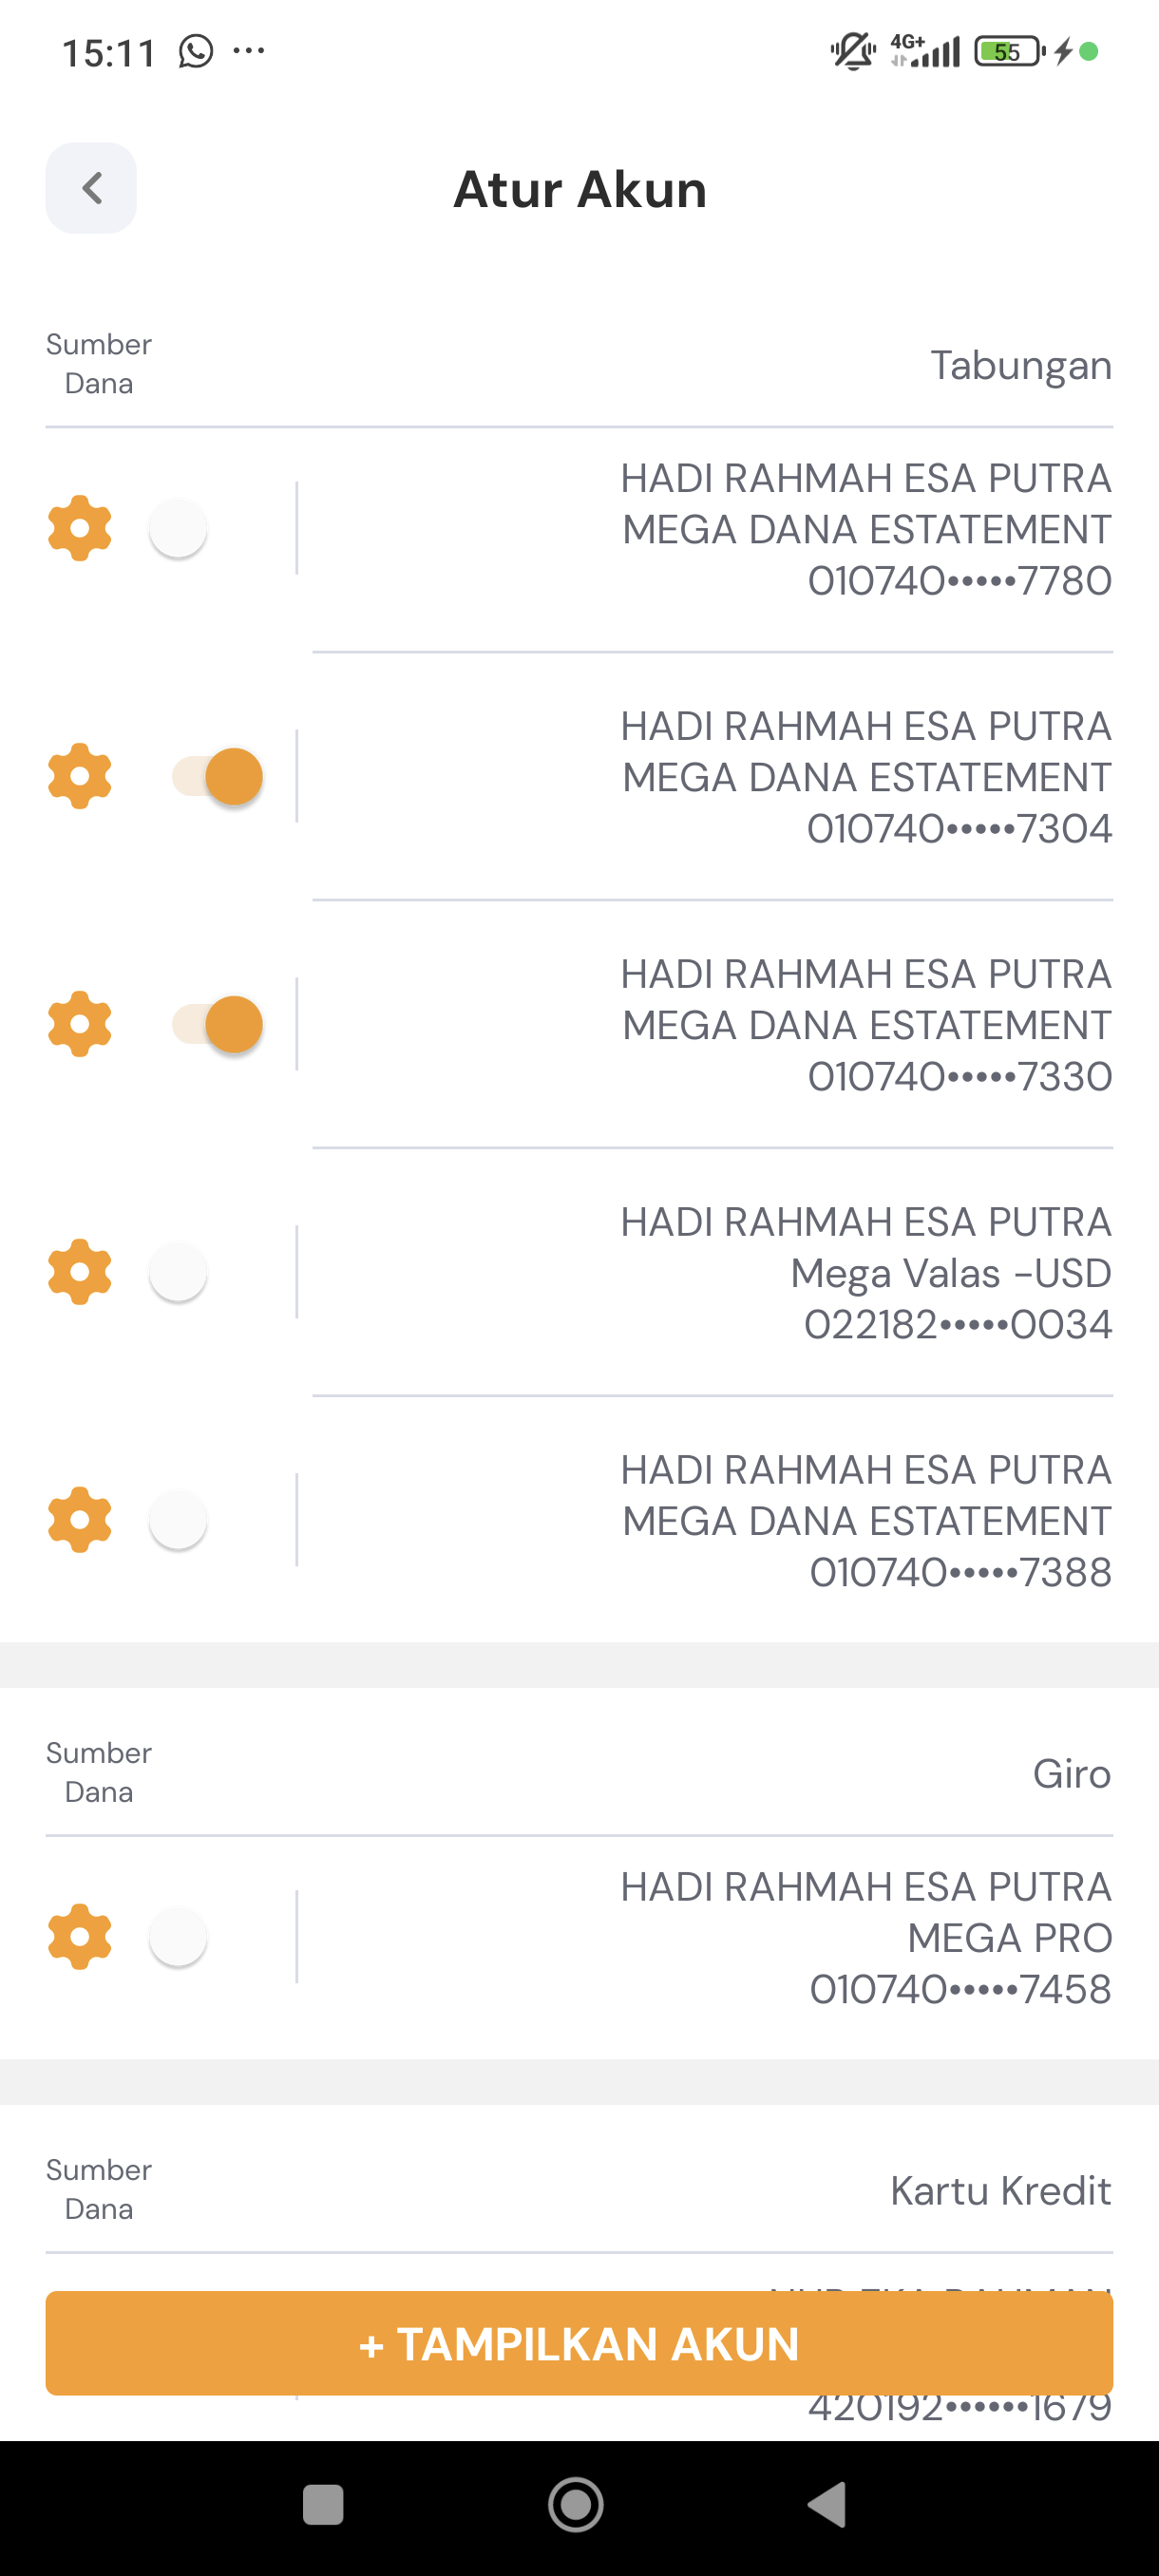 15:11
4G+
55
Atur Akun
Sumber
Dana
Tabungan
HADI RAHMAH ESA PUTRA
MEGA DANA ESTATEMENT
010740•••••7780
HADI RAHMAH ESA PUTRA
MEGA DANA ESTATEMENT
010740•••••7304
HADI RAHMAH ESA PUTRA
MEGA DANA ESTATEMENT
010740•••••7330
HADI RAHMAH ESA PUTRA
Mega Valas -USD
022182•••••0034
HADI RAHMAH ESA PUTRA
MEGA DANA ESTATEMENT
010740•••••7388
Sumber
Dana
Giro
HADI RAHMAH ESA PUTRA
MEGA PRO
010740•••••7458
Sumber
Dana
Kartu Kredit
+ TAMPILKAN AKUN
420192••••••1679